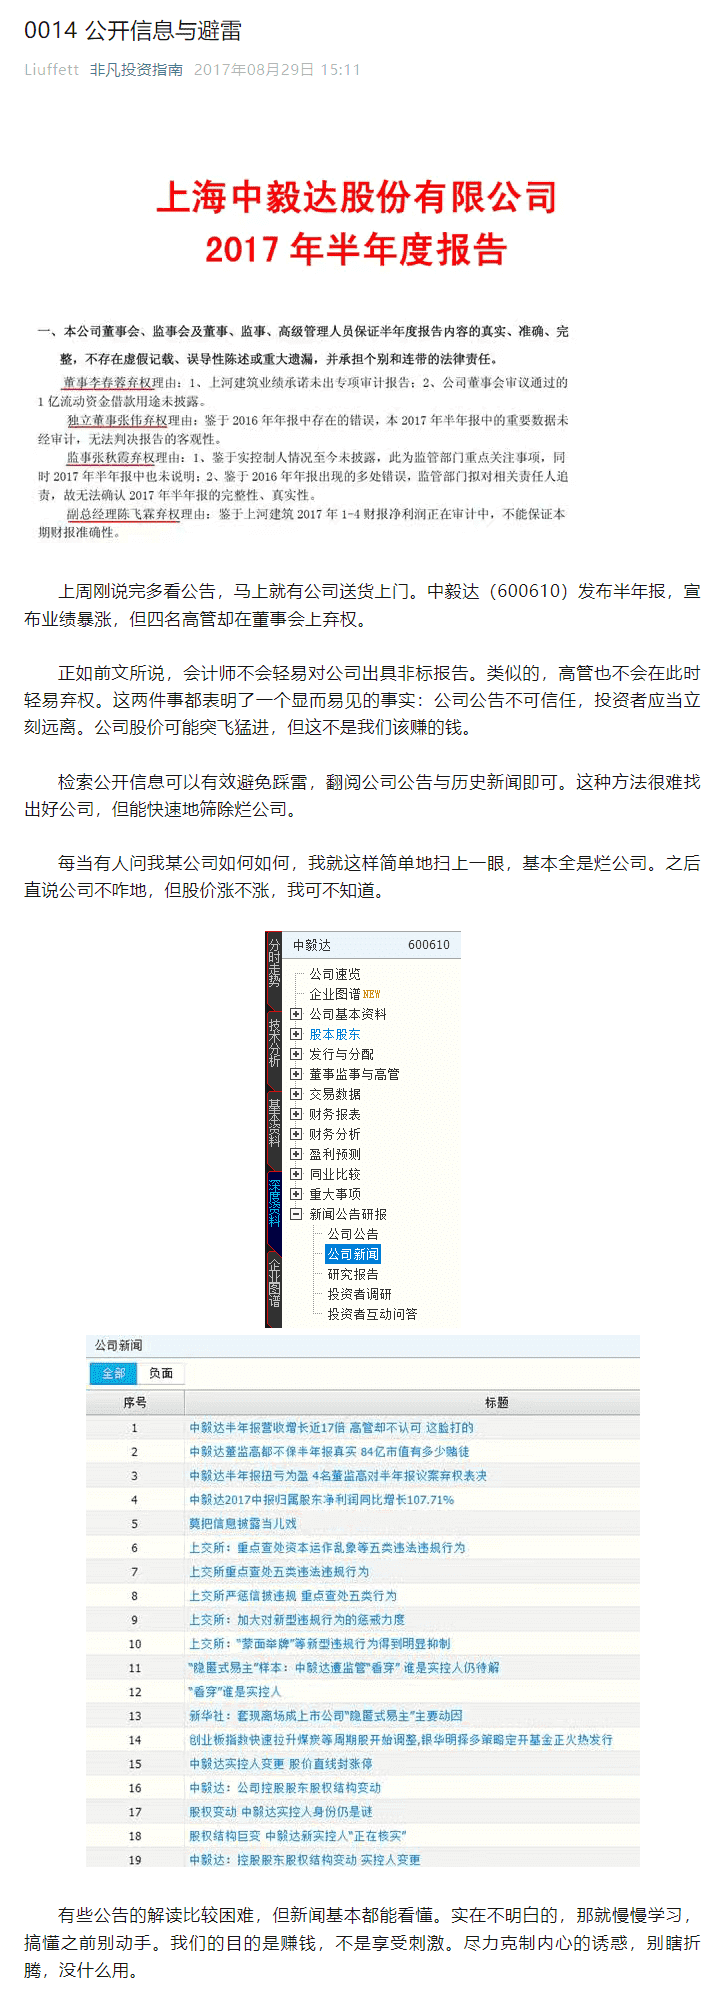 0014 公开信息与避雷
Liuffett 非凡投资指南 2017年08月29日 15:11
上海中毅达股份有限公司
2017 年半年度报告
一、本公司董事会、监事会及董事、监事、高级管理人员保证半年度报告内容的真实、准确、完
整，不存在虚假记载、误导性陈述或重大遗漏，并承担个别和连带的法律责任。
董事李春蓉弃权理由：1、上河建筑业绩承诺未出专项审计报告；2、公司董事会审议通过的
1 亿流动资金借款用途未披露。
独立董事张伟弃权理由：鉴于 2016 年年报中存在的错误，本 2017 年半年报中的重要数据未
经审计，无法判决报告的客观性。
监事张秋霞弃权理由：1、鉴于实控制人情况至今未披露，此为监管部门重点关注事项，同
时 2017 年半年报中也未说明；2、鉴于 2016 年年报出现的多处错误，监管部门拟对相关责任人追
责，故无法确认 2017 年半年报的完整性、真实性。
副总经理陈飞霖弃权理由：鉴于上河建筑 2017 年 1-4 财报净利润正在审计中，不能保证本
期财报准确性。
上周刚说完多看公告，马上就有公司送货上门。中毅达（600610）发布半年报，宣
布业绩暴涨，但四名高管却在董事会上弃权。
正如前文所说，会计师不会轻易对公司出具非标报告。类似的，高管也不会在此时
轻易弃权。这两件事都表明了一个显而易见的事实：公司公告不可信任，投资者应当立
刻远离。公司股价可能突飞猛进，但这不是我们该赚的钱。
检索公开信息可以有效避免踩雷，翻阅公司公告与历史新闻即可。这种方法很难找
出好公司，但能快速地筛除烂公司。
每当有人问我某公司如何如何，我就这样简单地扫上一眼，基本全是烂公司。之后
直说公司不咋地，但股价涨不涨，我可不知道。
分时走势
技术分析
基本资料
深度资料
企业图谱
中毅达 600610
公司速览
企业图谱 NEW
公司基本资料
股本股东
发行与分配
董事监事与高管
交易数据
财务报表
财务分析
盈利预测
同业比较
重大事项
新闻公告研报
公司公告
公司新闻
研究报告
投资者调研
投资者互动问答
公司新闻
全部 负面
序号 标题
1 中毅达半年报营收增长近17倍 高管却不认可 这脸打的
2 中毅达董监高都不保半年报真实 84亿市值有多少赌徒
3 中毅达半年报扭亏为盈 4名董监高对半年报议案弃权表决
4 中毅达2017中报归属股东净利润同比增长107.71%
5 莫把信息披露当儿戏
6 上交所：重点查处资本运作乱象等五类违法违规行为
7 上交所重点查处五类违法违规行为
8 上交所严惩信披违规 重点查处五类行为
9 上交所：加大对新型违规行为的惩戒力度
10 上交所：“蒙面举牌”等新型违规行为得到明显抑制
11 “隐匿式易主”样本：中毅达遭监管“看穿” 谁是实控人仍待解
12 “看穿”谁是实控人
13 新华社：套现离场成上市公司“隐匿式易主”主要动因
14 创业板指数快速拉升煤炭等周期股开始调整,银华明择多策略定开基金正火热发行
15 中毅达实控人变更 股价直线封涨停
16 中毅达：公司控股股东股权结构变动
17 股权变动 中毅达实控人身份仍是谜
18 股权结构巨变 中毅达新实控人“正在核实”
19 中毅达：控股股东股权结构变动 实控人变更
有些公告的解读比较困难，但新闻基本都能看懂。实在不明白的，那就慢慢学习，
搞懂之前别动手。我们的目的是赚钱，不是享受刺激。尽力克制内心的诱惑，别瞎折
腾，没什么用。